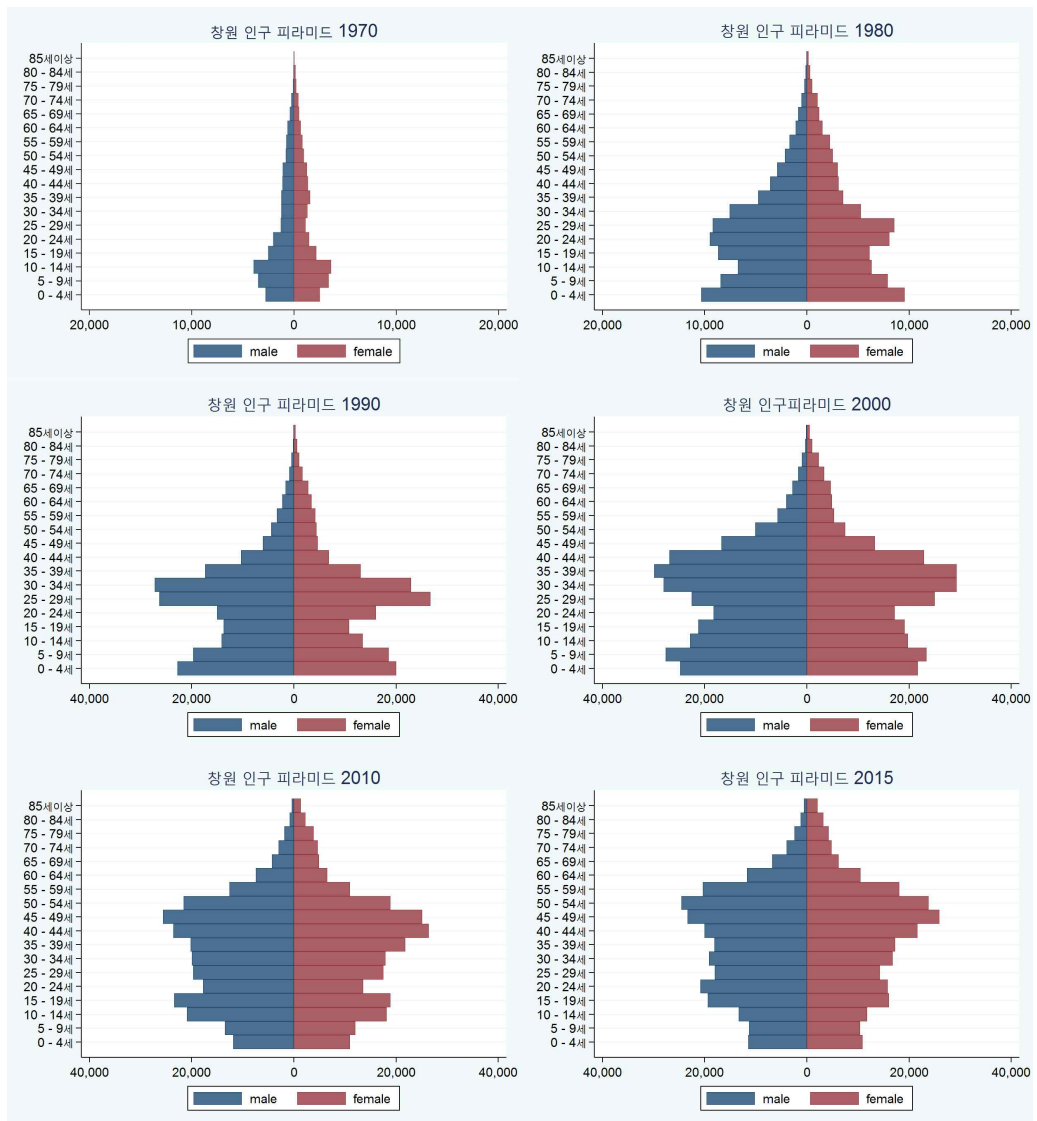 창원 인구 피라미드 1970
85세이상
80 - 84세
75 - 79세
70 - 74세
65 - 69세
60 - 64세
55 - 59세
50 - 54세
45 - 49세
40 - 44세
35 - 39세
30 - 34세
25 - 29세
20 - 24세
15 - 19세
10 - 14세
5 - 9세
0 - 4세
20,000 10,000 0 10,000 20,000
male female
창원 인구 피라미드 1980
85세이상
80 - 84세
75 - 79세
70 - 74세
65 - 69세
60 - 64세
55 - 59세
50 - 54세
45 - 49세
40 - 44세
35 - 39세
30 - 34세
25 - 29세
20 - 24세
15 - 19세
10 - 14세
5 - 9세
0 - 4세
20,000 10,000 0 10,000 20,000
male female
창원 인구 피라미드 1990
85세이상
80 - 84세
75 - 79세
70 - 74세
65 - 69세
60 - 64세
55 - 59세
50 - 54세
45 - 49세
40 - 44세
35 - 39세
30 - 34세
25 - 29세
20 - 24세
15 - 19세
10 - 14세
5 - 9세
0 - 4세
40,000 20,000 0 20,000 40,000
male female
창원 인구피라미드 2000
85세이상
80 - 84세
75 - 79세
70 - 74세
65 - 69세
60 - 64세
55 - 59세
50 - 54세
45 - 49세
40 - 44세
35 - 39세
30 - 34세
25 - 29세
20 - 24세
15 - 19세
10 - 14세
5 - 9세
0 - 4세
40,000 20,000 0 20,000 40,000
male female
창원 인구 피라미드 2010
85세이상
80 - 84세
75 - 79세
70 - 74세
65 - 69세
60 - 64세
55 - 59세
50 - 54세
45 - 49세
40 - 44세
35 - 39세
30 - 34세
25 - 29세
20 - 24세
15 - 19세
10 - 14세
5 - 9세
0 - 4세
40,000 20,000 0 20,000 40,000
male female
창원 인구 피라미드 2015
85세이상
80 - 84세
75 - 79세
70 - 74세
65 - 69세
60 - 64세
55 - 59세
50 - 54세
45 - 49세
40 - 44세
35 - 39세
30 - 34세
25 - 29세
20 - 24세
15 - 19세
10 - 14세
5 - 9세
0 - 4세
40,000 20,000 0 20,000 40,000
male female